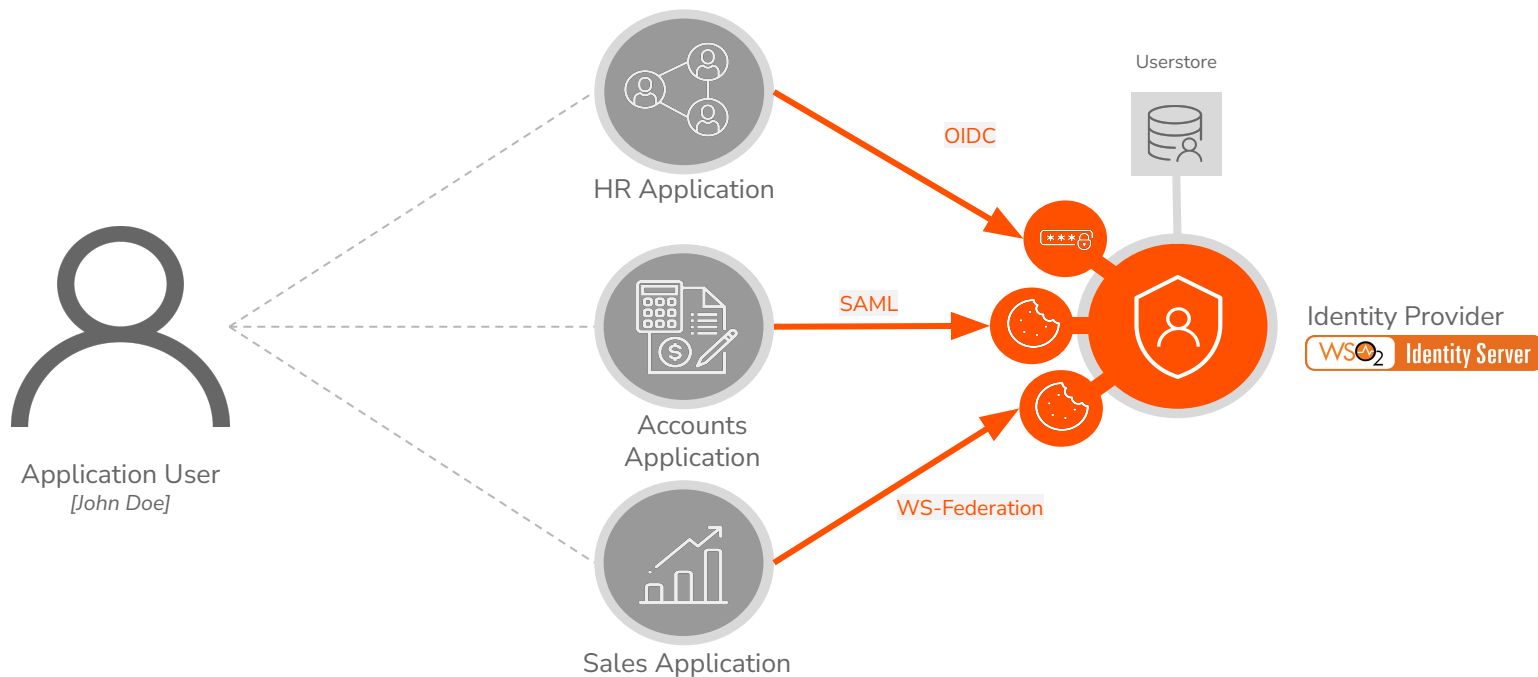 Userstore
OIDC
HR Application
****
SAML
Identity Provider
WSO2 Identity Server
$
Accounts
Application
Application User
[John Doe]
WS-Federation
Sales Application